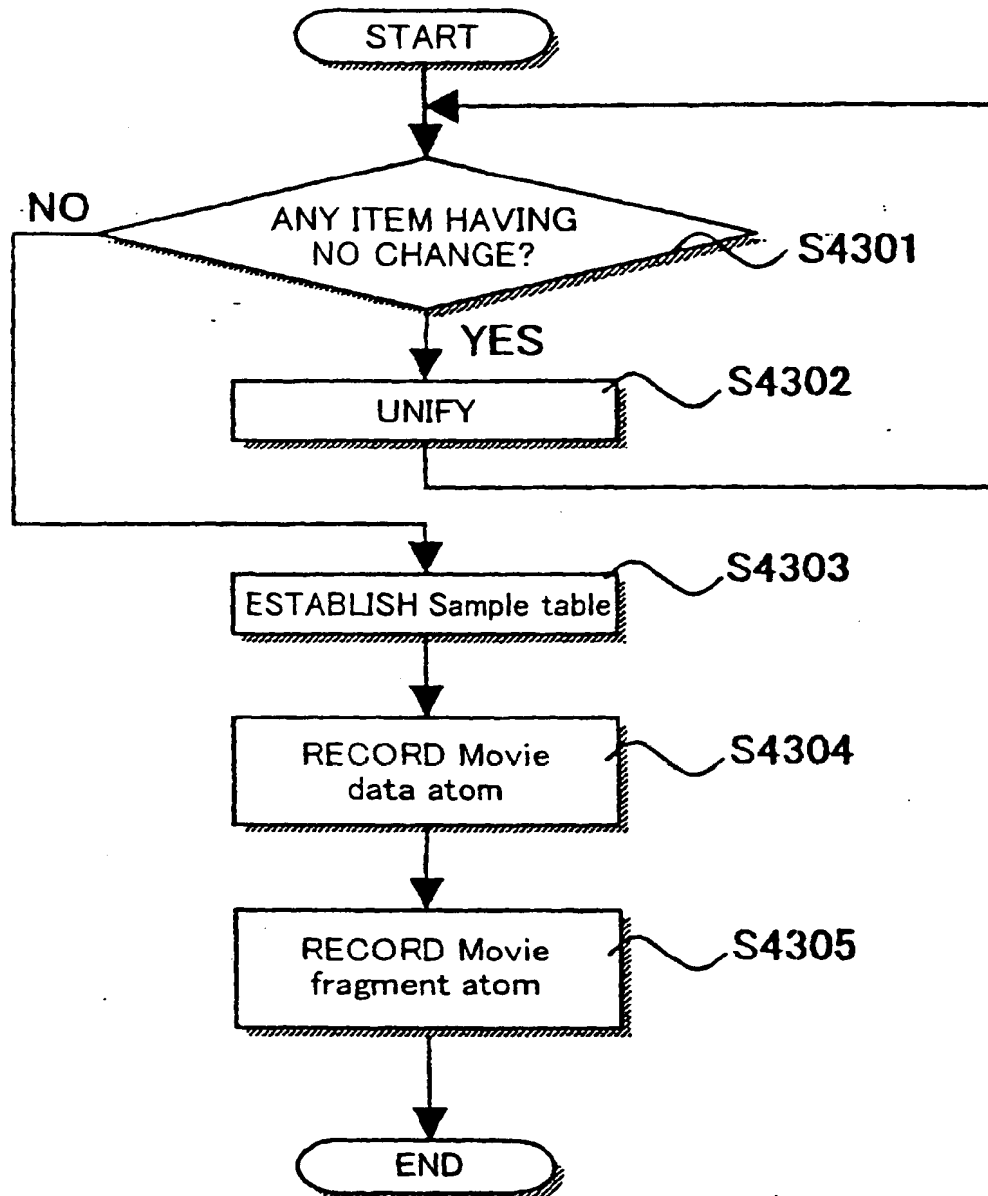 START
NO
ANY ITEM HAVING
NO CHANGE?
S4301
YES
S4302
UNIFY
S4303
ESTABLISH Sample table
RECORD Movie
data atom
S4304
RECORD Movie
fragment atom
S4305
END